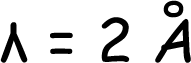 λ = 2 Å